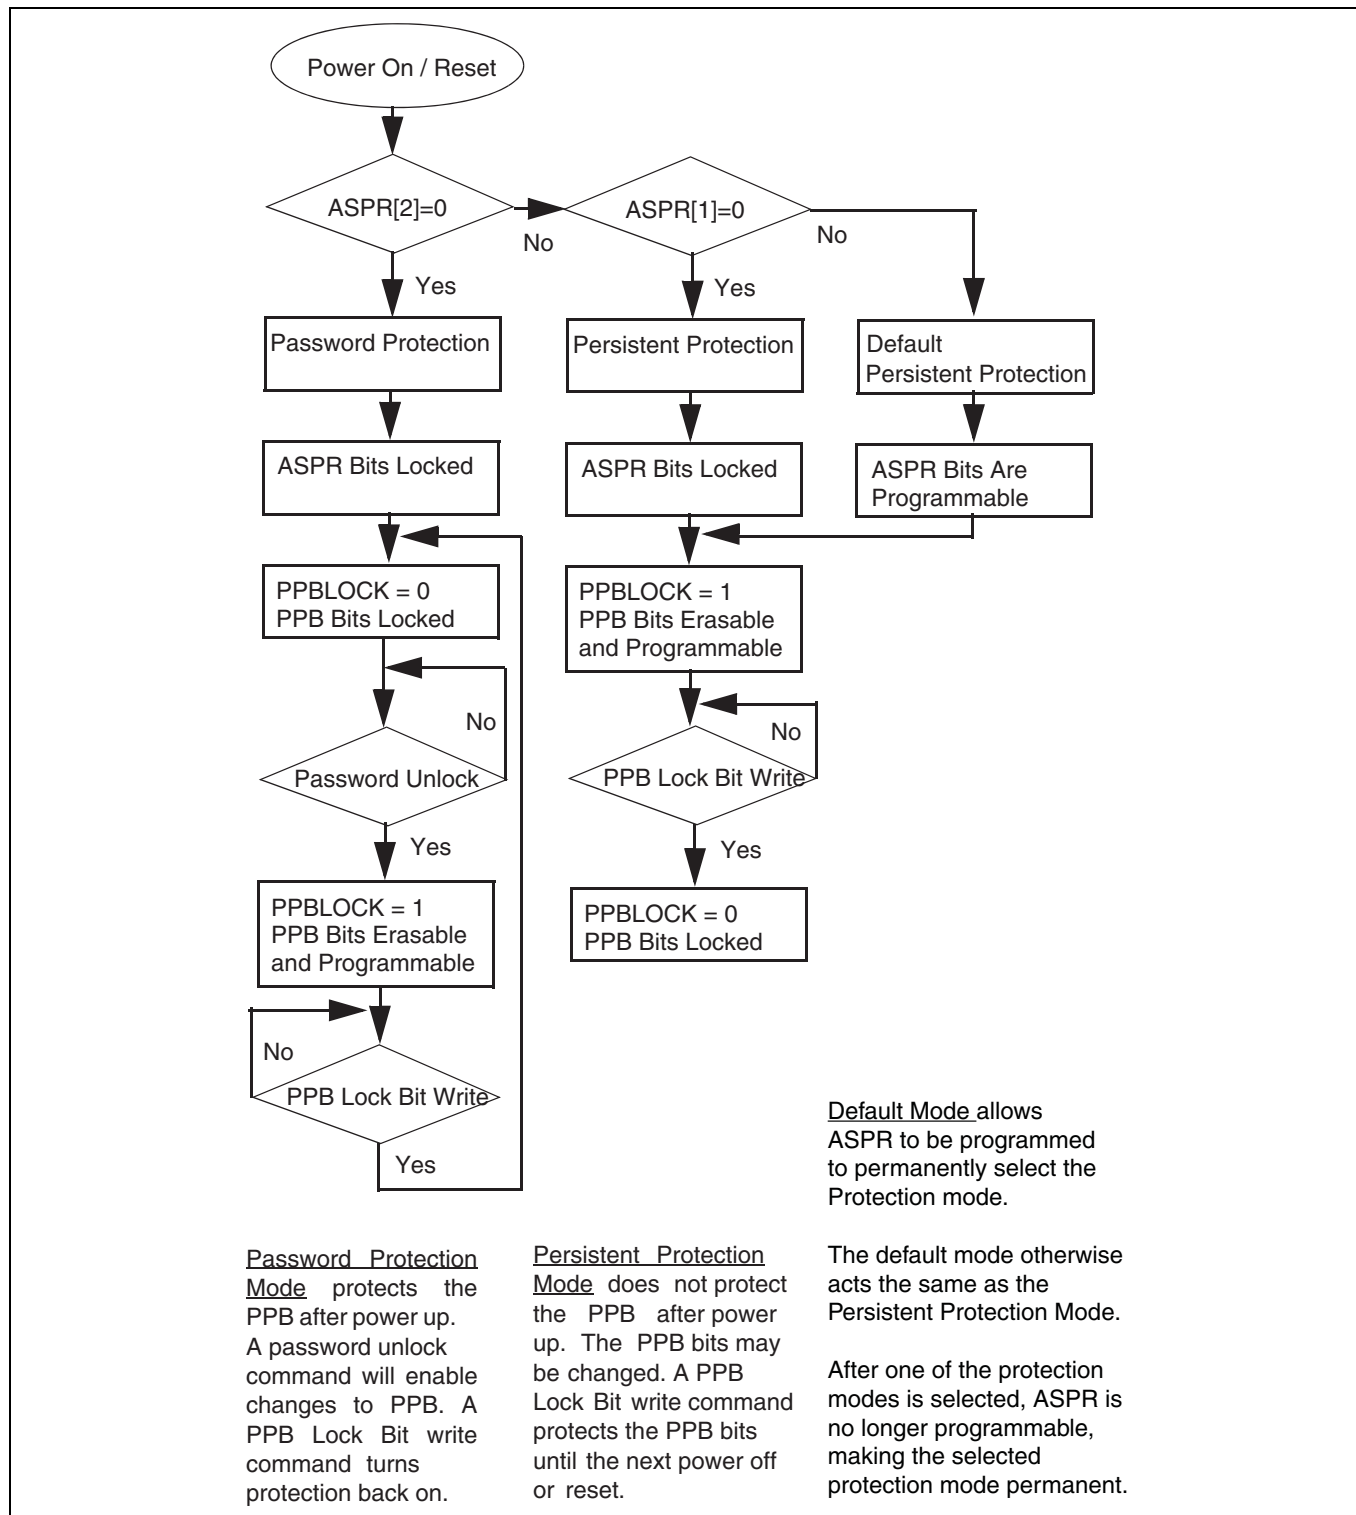 Power On / Reset
ASPR[2]=0
No
ASPR[1]=0
No
Yes
Yes
Password Protection
Persistent Protection
Default
Persistent Protection
ASPR Bits Locked
ASPR Bits Locked
ASPR Bits Are
Programmable
PPBLOCK = 0
PPB Bits Locked
PPBLOCK = 1
PPB Bits Erasable
and Programmable
No
Password Unlock
No
PPB Lock Bit Write
Yes
Yes
PPBLOCK = 1
PPB Bits Erasable
and Programmable
PPBLOCK = 0
PPB Bits Locked
No
PPB Lock Bit Write
Yes
Password Protection
Mode protects the
PPB after power up.
A password unlock
command will enable
changes to PPB. A
PPB Lock Bit write
command turns
protection back on.
Persistent Protection
Mode does not protect
the PPB after power
up. The PPB bits may
be changed. A PPB
Lock Bit write command
protects the PPB bits
until the next power off
or reset.
Default Mode allows
ASPR to be programmed
to permanently select the
Protection mode.
The default mode otherwise
acts the same as the
Persistent Protection Mode.
After one of the protection
modes is selected, ASPR is
no longer programmable,
making the selected
protection mode permanent.